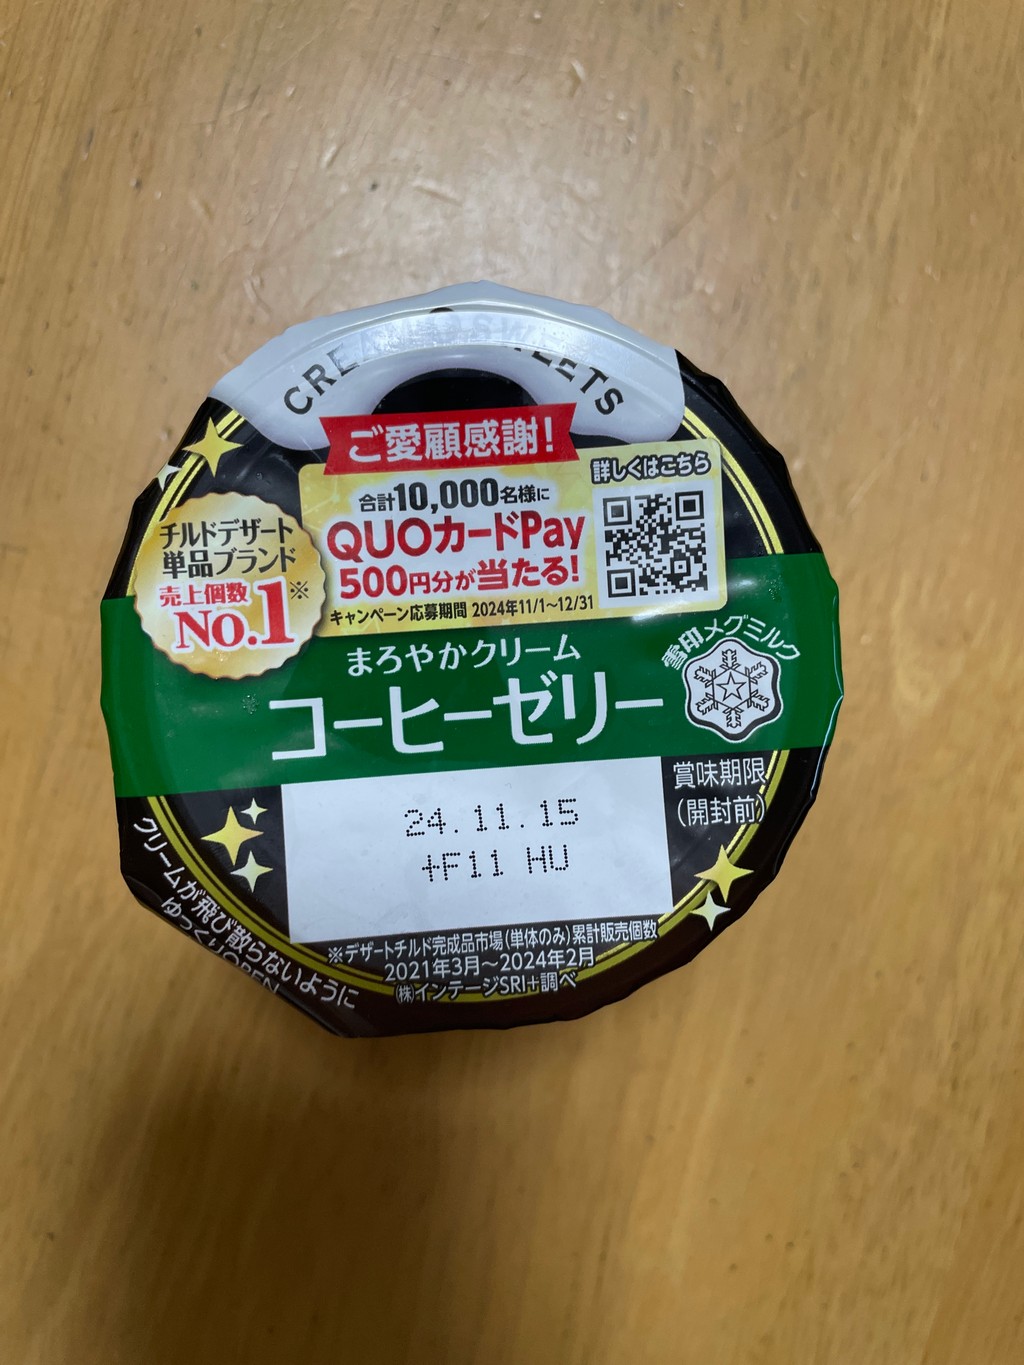 CREAM SWEETS
ご愛顧感謝!
合計10,000名様に
QUOカードPay
500円分が当たる!
キャンペーン応募期間 2024年11/1~12/31
詳しくはこちら
チルドデザート
単品ブランド
売上個数
No.1※
まろやかクリーム
コーヒーゼリー
雪印メグミルク
賞味期限
(開封前)
24.11.15
+F11 HU
※デザートチルド完成品市場(単体のみ)累計販売個数
2021年3月~2024年2月
(株)インテージSRI+調べ
クリームが飛び散らないように
ゆっくりOPEN